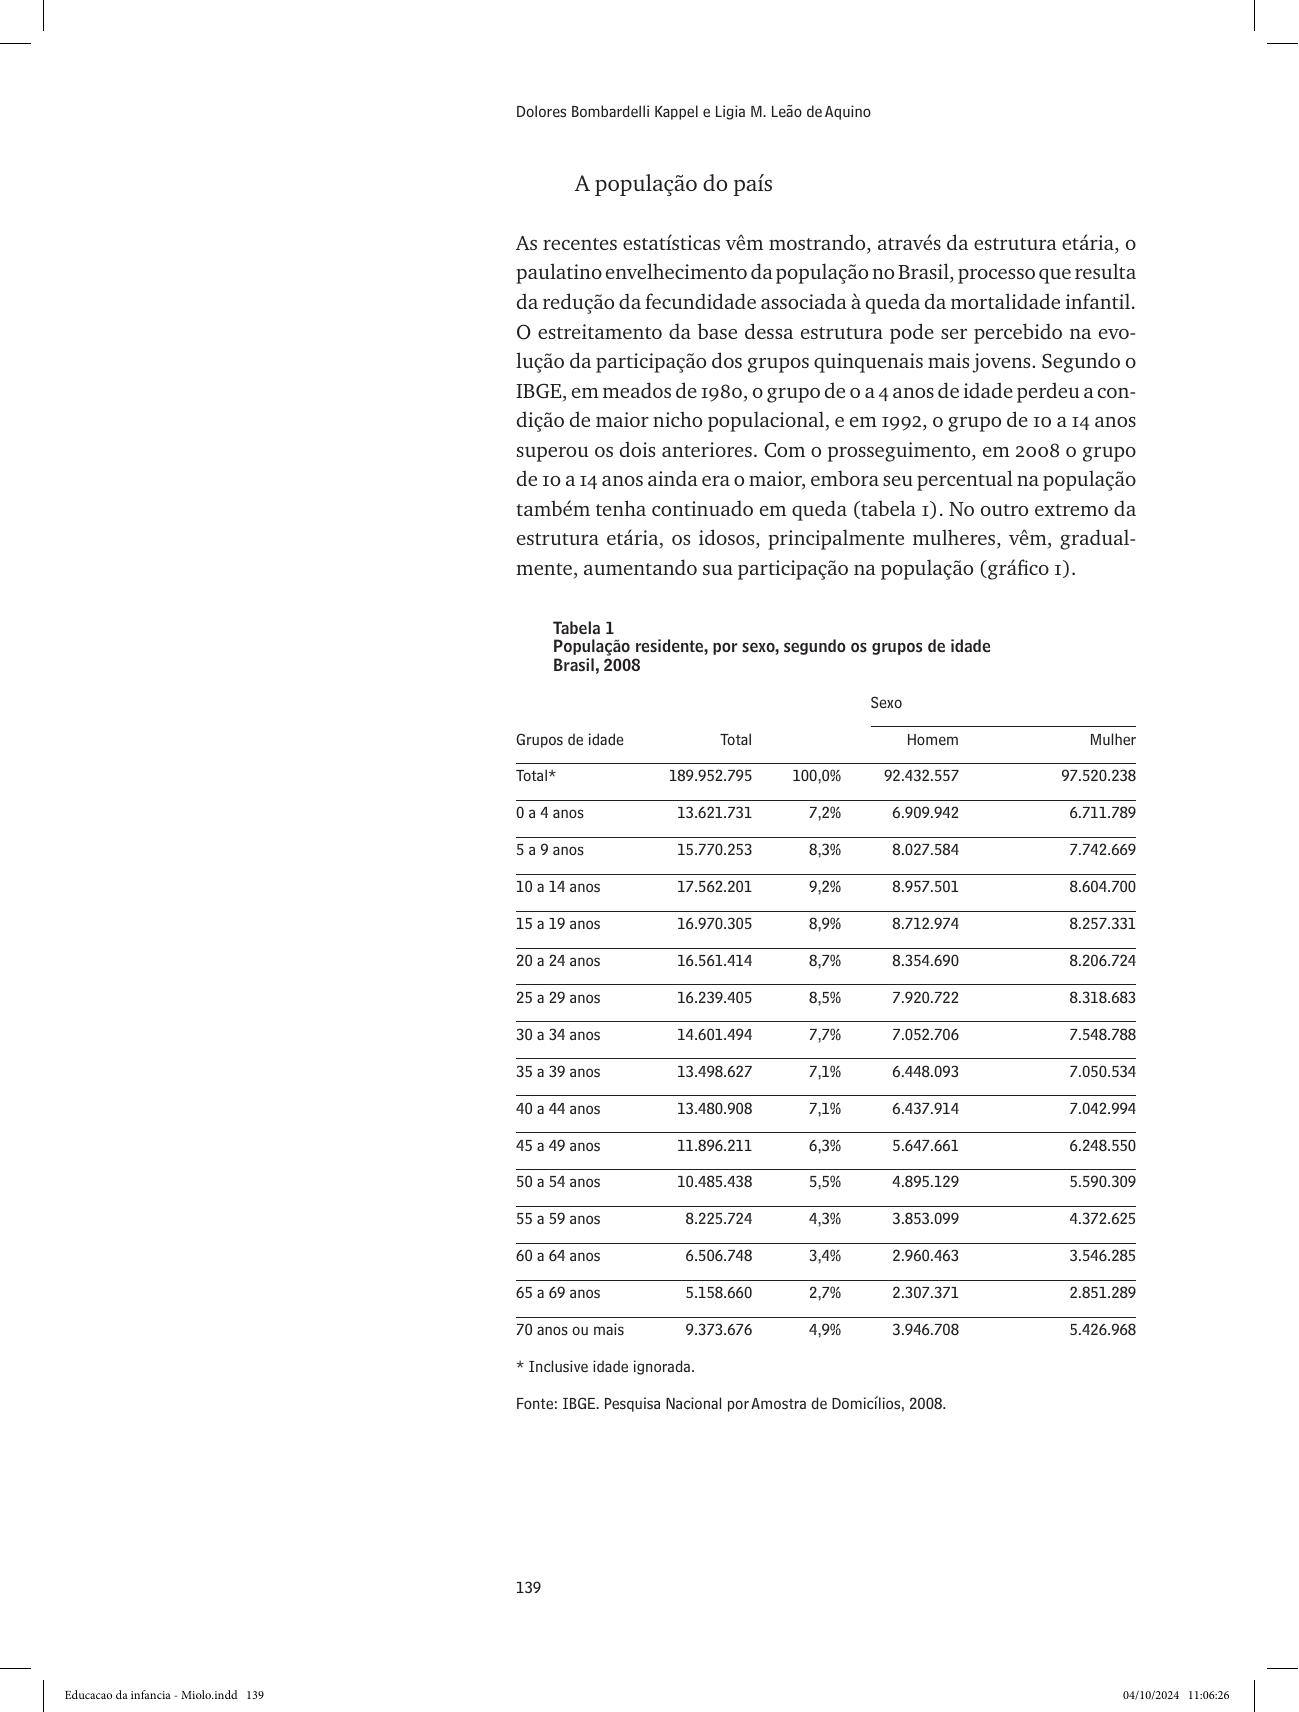 Dolores Bombardelli Kappel e Ligia M. Leão de Aquino
A população do país
As recentes estatísticas vêm mostrando, através da estrutura etária, o
paulatino envelhecimento da população no Brasil, processo que resulta
da redução da fecundidade associada à queda da mortalidade infantil.
O estreitamento da base dessa estrutura pode ser percebido na evo-
lução da participação dos grupos quinquenais mais jovens. Segundo o
IBGE, em meados de 1980, o grupo de 0 a 4 anos de idade perdeu a con-
dição de maior nicho populacional, e em 1992, o grupo de 10 a 14 anos
superou os dois anteriores. Com o prosseguimento, em 2008 o grupo
de 10 a 14 anos ainda era o maior, embora seu percentual na população
também tenha continuado em queda (tabela 1). No outro extremo da
estrutura etária, os idosos, principalmente mulheres, vêm, gradual-
mente, aumentando sua participação na população (gráfico 1).
Tabela 1
População residente, por sexo, segundo os grupos de idade
Brasil, 2008
Sexo
Grupos de idade Total Homem Mulher
Total* 189.952.795 100,0% 92.432.557 97.520.238
0 a 4 anos 13.621.731 7,2% 6.909.942 6.711.789
5 a 9 anos 15.770.253 8,3% 8.027.584 7.742.669
10 a 14 anos 17.562.201 9,2% 8.957.501 8.604.700
15 a 19 anos 16.970.305 8,9% 8.712.974 8.257.331
20 a 24 anos 16.561.414 8,7% 8.354.690 8.206.724
25 a 29 anos 16.239.405 8,5% 7.920.722 8.318.683
30 a 34 anos 14.601.494 7,7% 7.052.706 7.548.788
35 a 39 anos 13.498.627 7,1% 6.448.093 7.050.534
40 a 44 anos 13.480.908 7,1% 6.437.914 7.042.994
45 a 49 anos 11.896.211 6,3% 5.647.661 6.248.550
50 a 54 anos 10.485.438 5,5% 4.895.129 5.590.309
55 a 59 anos 8.225.724 4,3% 3.853.099 4.372.625
60 a 64 anos 6.506.748 3,4% 2.960.463 3.546.285
65 a 69 anos 5.158.660 2,7% 2.307.371 2.851.289
70 anos ou mais 9.373.676 4,9% 3.946.708 5.426.968
* Inclusive idade ignorada.
Fonte: IBGE. Pesquisa Nacional por Amostra de Domicílios, 2008.
139
Educacao da infancia - Miolo.indd 139 04/10/2024 11:06:26